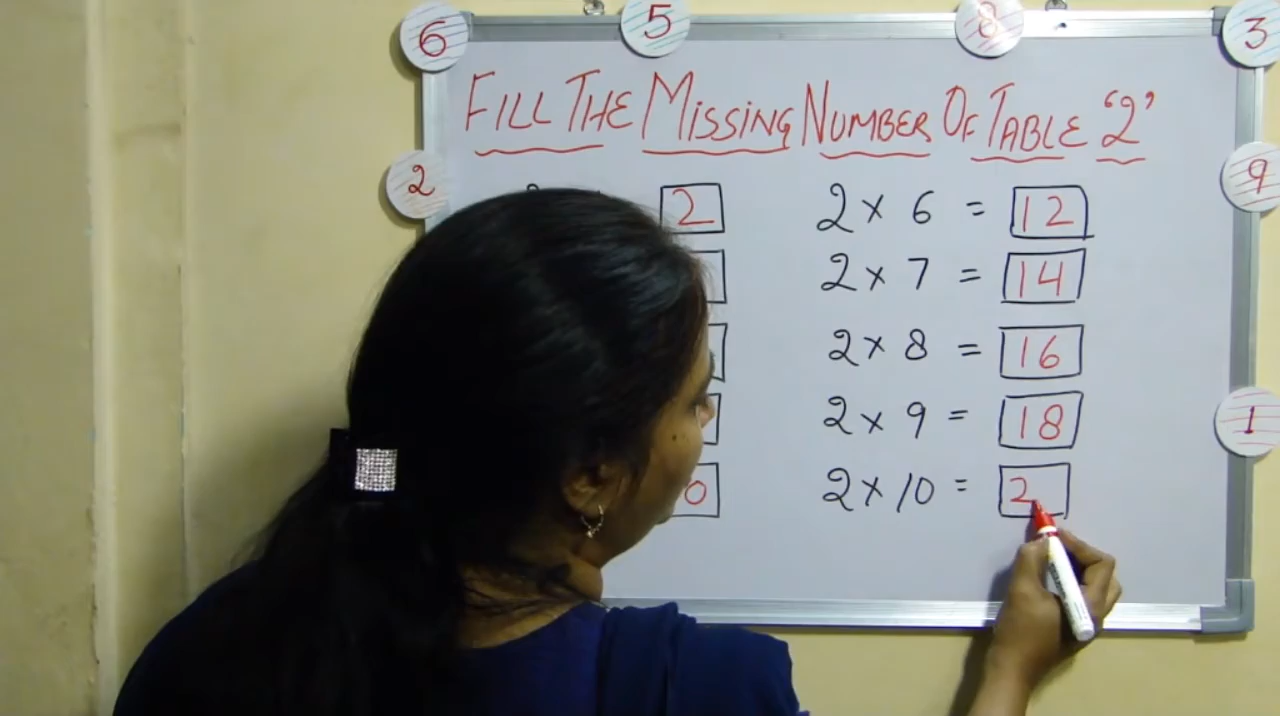 6 5 8 3
FILL THE MISSING NUMBER OF TABLE '2'
2 9
2 2 × 6 = 12
2 × 7 = 14
2 × 8 = 16
2 × 9 = 18
1
0 2 × 10 = 2